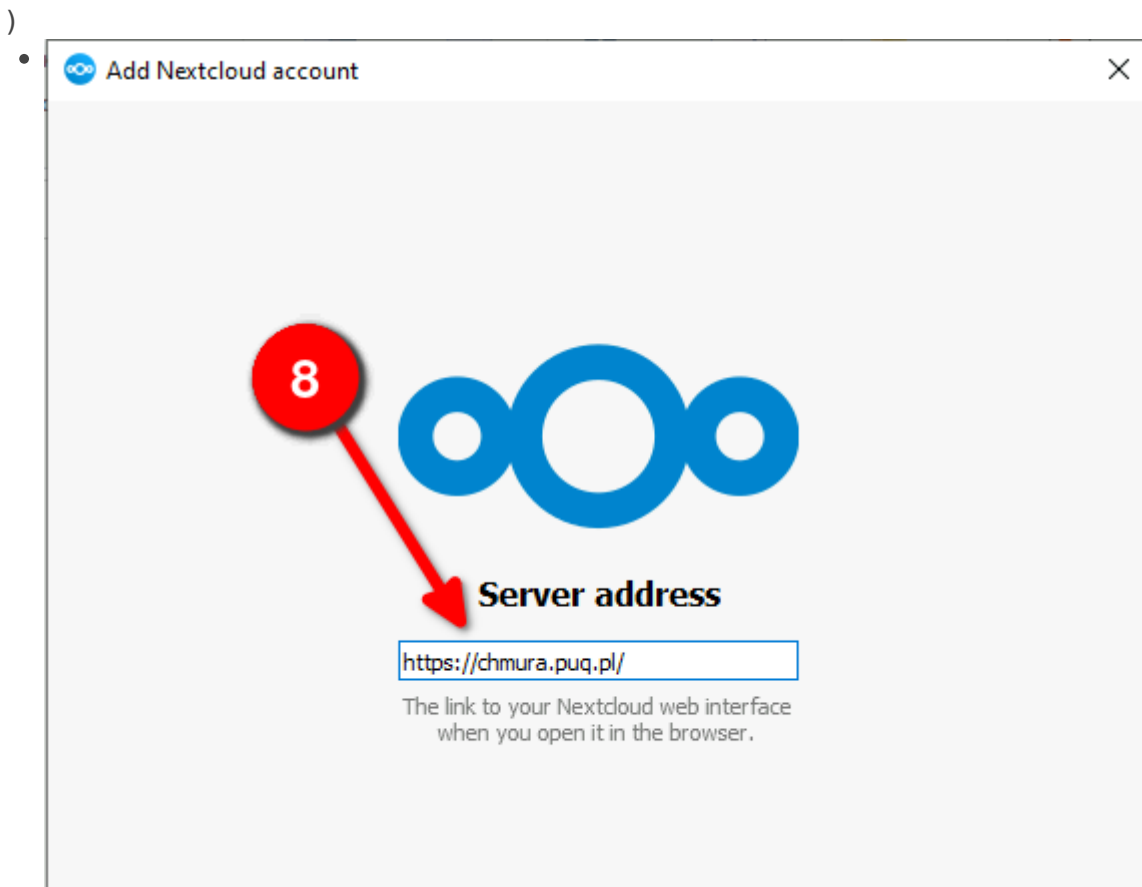 )
Add Nextcloud account
8
Server address
https://chmura.puq.pl/
The link to your Nextcloud web interface
when you open it in the browser.